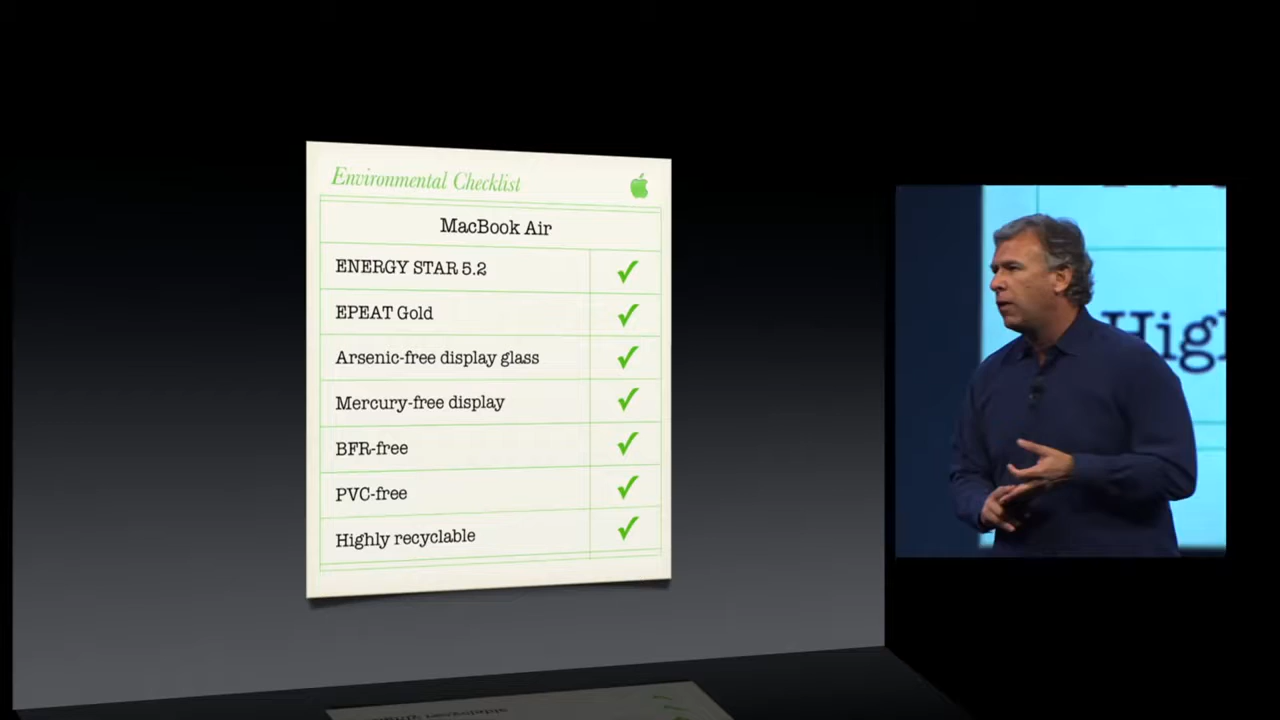 Environmental Checklist
MacBook Air
ENERGY STAR 5.2
EPEAT Gold
Arsenic-free display glass
Mercury-free display
BFR-free
PVC-free
Highly recyclable